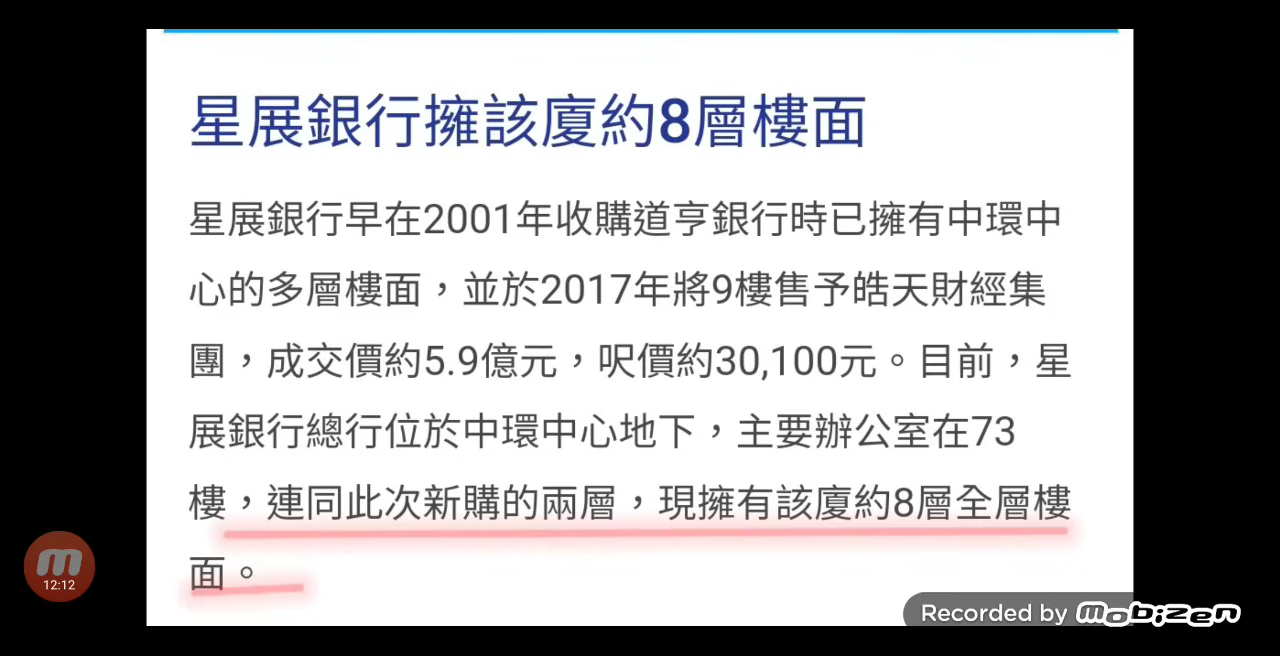 星展銀行擁該廈約8層樓面
星展銀行早在2001年收購道亨銀行時已擁有中環中
心的多層樓面，並於2017年將9樓售予皓天財經集
團，成交價約5.9億元，呎價約30,100元。目前，星
展銀行總行位於中環中心地下，主要辦公室在73
樓，連同此次新購的兩層，現擁有該廈約8層全層樓
面。
12:12
Recorded by mobizen